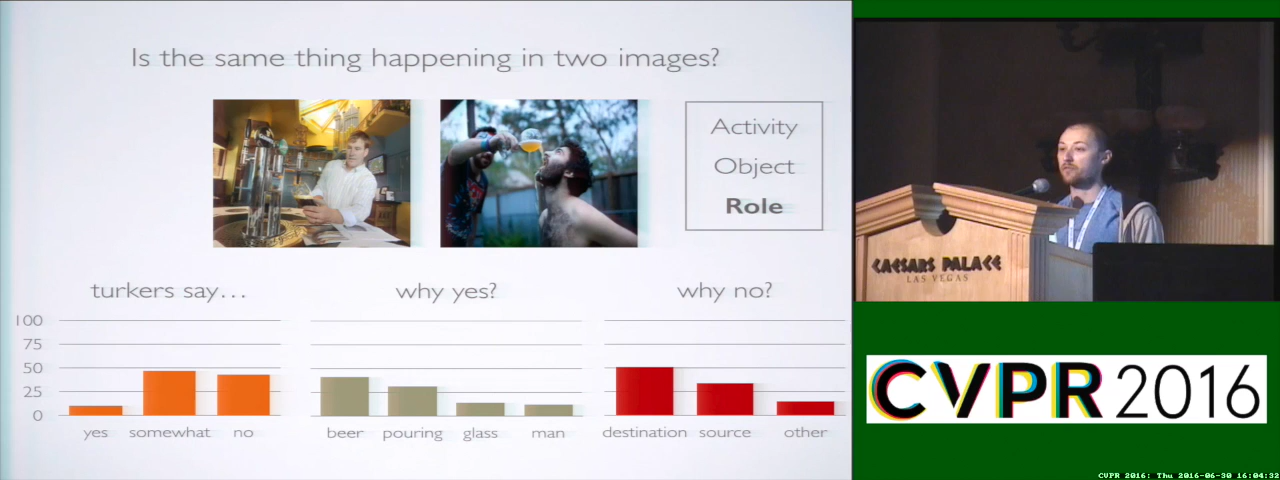 Is the same thing happening in two images?
Activity
Object
Role
turkers say...
why yes?
why no?
100
75
50
25
0
yes somewhat no
beer pouring glass man
destination source other
CAESARS PALACE
LAS VEGAS
CVPR 2016
CVPR 2016: Thu 2016-06-30 16:04:32